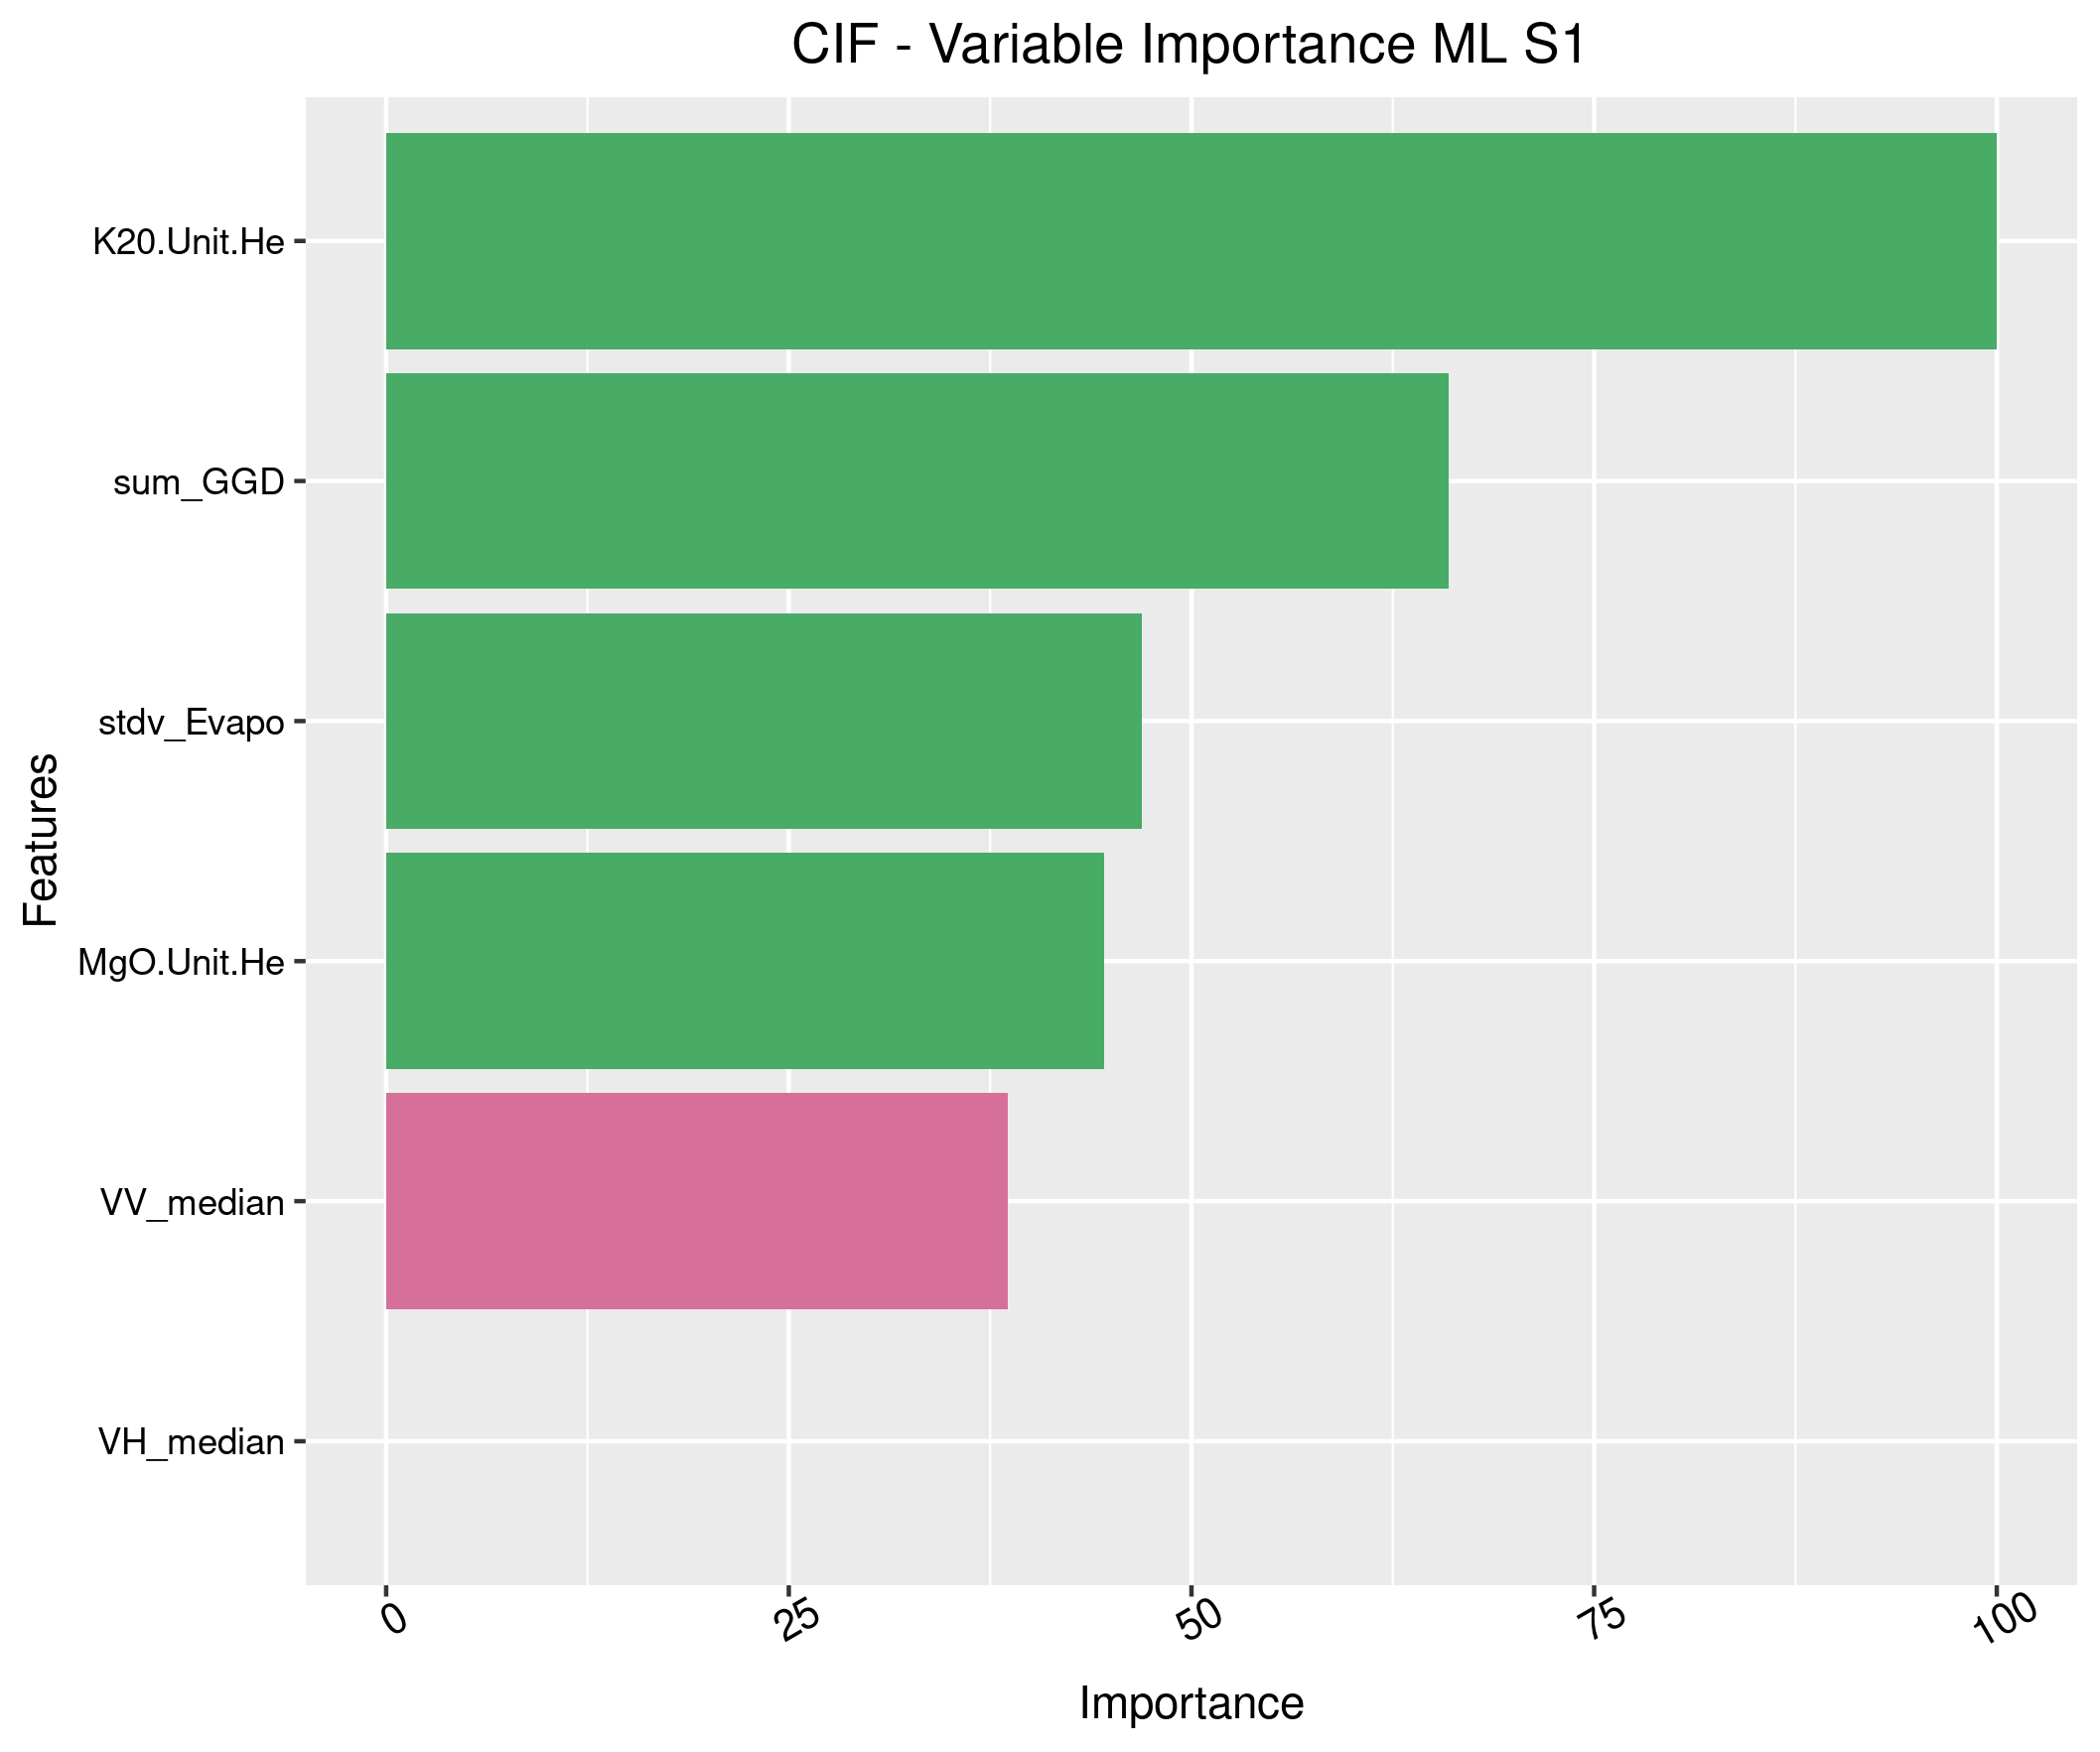 CIF - Variable Importance ML S1
Features
K20.Unit.He
sum_GGD
stdv_Evapo
MgO.Unit.He
VV_median
VH_median
0
25
50
75
100
Importance